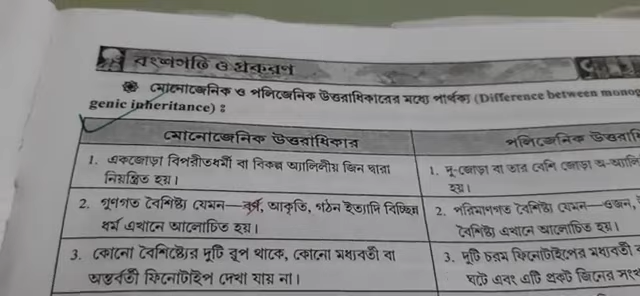 বংশগতি ও প্রকরণ
❋ মোনোজেনিক ও পলিজেনিক উত্তরাধিকারের মধ্যে পার্থক্য (Difference between monog
genic inheritance) :
মোনোজেনিক উত্তরাধিকার
পলিজেনিক উত্তরাধি
1. একজোড়া বিপরীতধর্মী বা বিকল্প অ্যালিলীয় জিন দ্বারা
নিয়ন্ত্রিত হয়।
1. দু-জোড়া বা তার বেশি জোড়া অ-অ্যালি
হয়।
2. গুণগত বৈশিষ্ট্য যেমন—বর্ণ, আকৃতি, গঠন ইত্যাদি বিচ্ছিন্ন
ধর্ম এখানে আলোচিত হয়।
2. পরিমাণগত বৈশিষ্ট্য যেমন—ওজন,
বৈশিষ্ট্য এখানে আলোচিত হয়।
3. কোনো বৈশিষ্ট্যের দুটি রূপ থাকে, কোনো মধ্যবর্তী বা
অন্তর্বর্তী ফিনোটাইপ দেখা যায় না।
3. দুটি চরম ফিনোটাইপের মধ্যবর্তী
ঘটে এবং এটি প্রকট জিনের সংখ